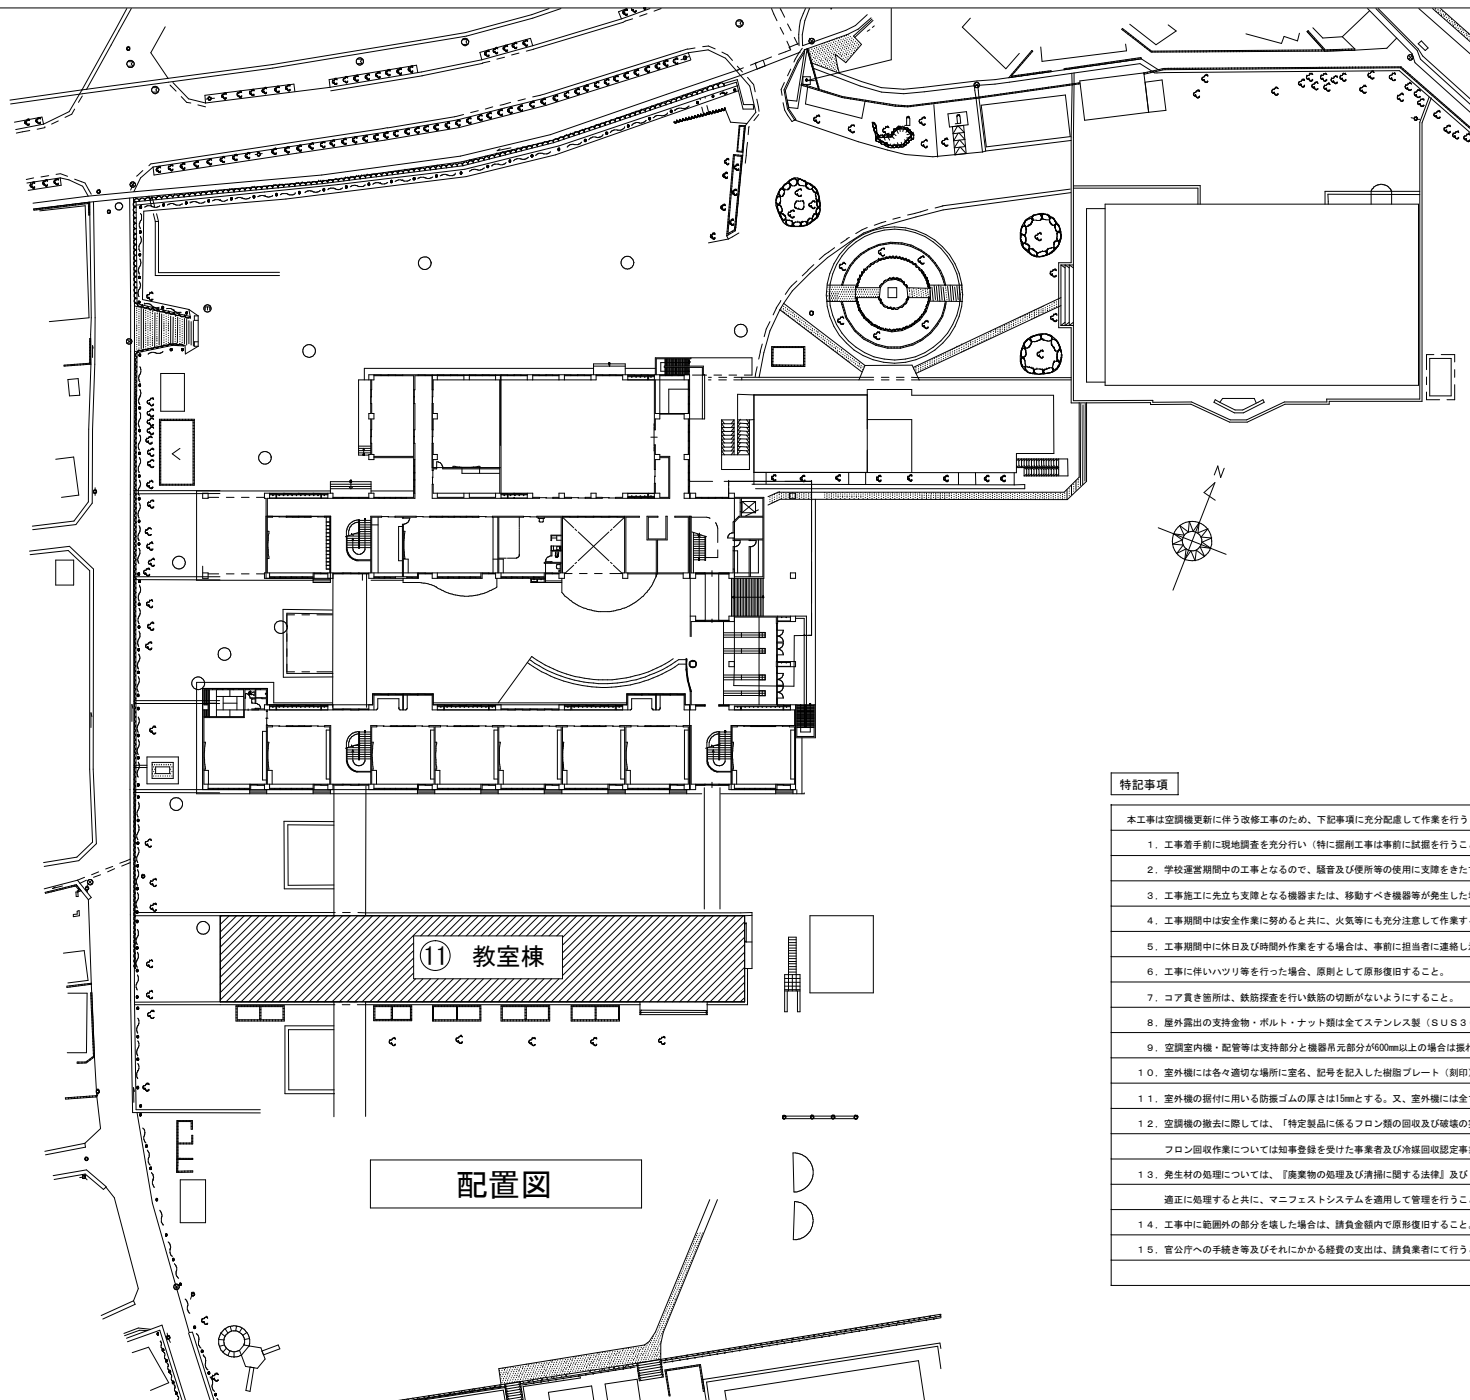 N
⑪ 教室棟
配置図
特記事項
本工事は空調機更新に伴う改修工事のため、下記事項に充分配慮して作業を行う
1．工事着手前に現地調査を充分行い（特に掘削工事は事前に試掘を行うこ
2．学校運営期間中の工事となるので、騒音及び便所等の使用に支障をきた
3．工事施工に先立ち支障となる機器または、移動すべき機器等が発生した
4．工事期間中は安全作業に努めると共に、火気等にも充分注意して作業す
5．工事期間中に休日及び時間外作業をする場合は、事前に担当者に連絡し
6．工事に伴いハツリ等を行った場合、原則として原形復旧すること。
7．コア貫き箇所は、鉄筋探査を行い鉄筋の切断がないようにすること。
8．屋外露出の支持金物・ボルト・ナット類は全てステンレス製（ＳＵＳ３
9．空調室内機・配管等は支持部分と機器吊元部分が600mm以上の場合は振れ
１０．室外機には各々適切な場所に室名、記号を記入した樹脂プレート（刻印
１１．室外機の据付に用いる防振ゴムの厚さは15mmとする。又、室外機には全
１２．空調機の撤去に際しては、「特定製品に係るフロン類の回収及び破壊の
フロン回収作業については知事登録を受けた事業者及び冷媒回収認定事
１３．発生材の処理については、『廃棄物の処理及び清掃に関する法律』及び
適正に処理すると共に、マニフェストシステムを適用して管理を行うこ
１４．工事中に範囲外の部分を壊した場合は、請負金額内で原形復旧すること
１５．官公庁への手続き等及びそれにかかる経費の支出は、請負業者にて行う